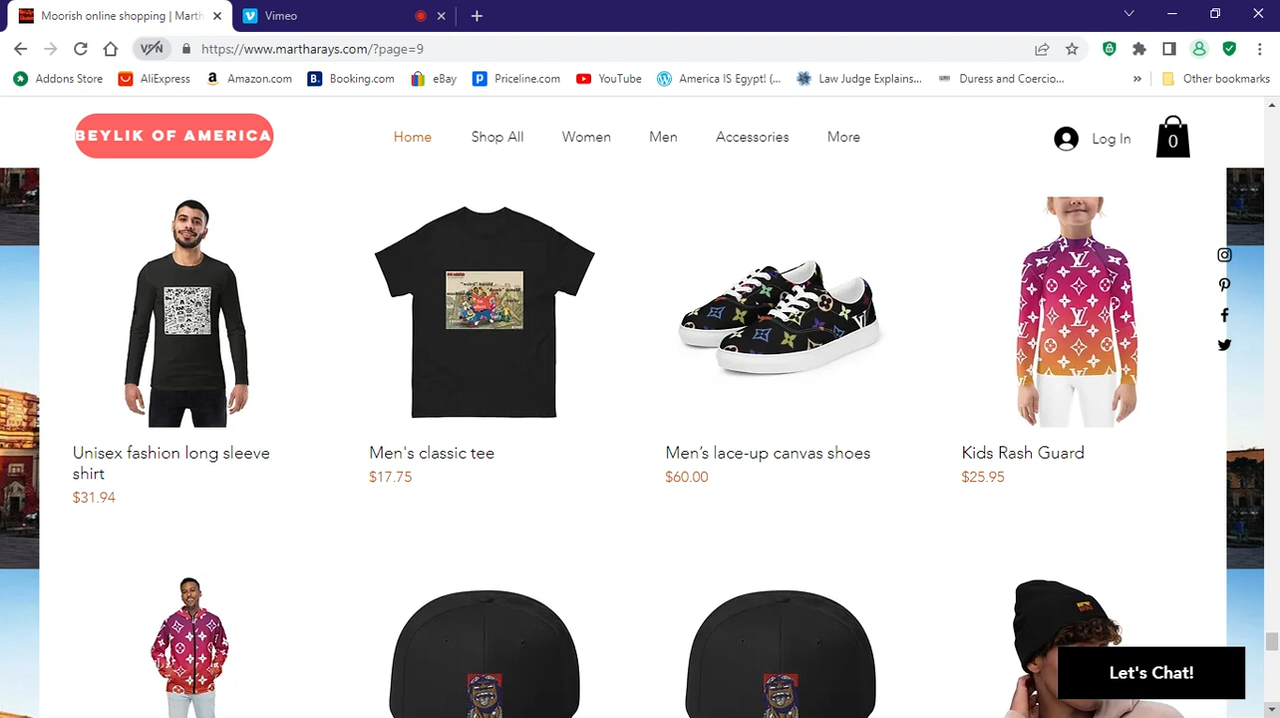 Moorish online shopping | Marth
Vimeo
VPN
https://www.martharays.com/?page=9
Addons Store
AliExpress
Amazon.com
Booking.com
eBay
Priceline.com
YouTube
America IS Egypt! (...
Law Judge Explains...
Duress and Coercio...
»
Other bookmarks
BEYLIK OF AMERICA
Home
Shop All
Women
Men
Accessories
More
Log In
0
Unisex fashion long sleeve
shirt
$31.94
Men's classic tee
$17.75
Men’s lace-up canvas shoes
$60.00
Kids Rash Guard
$25.95
Let's Chat!